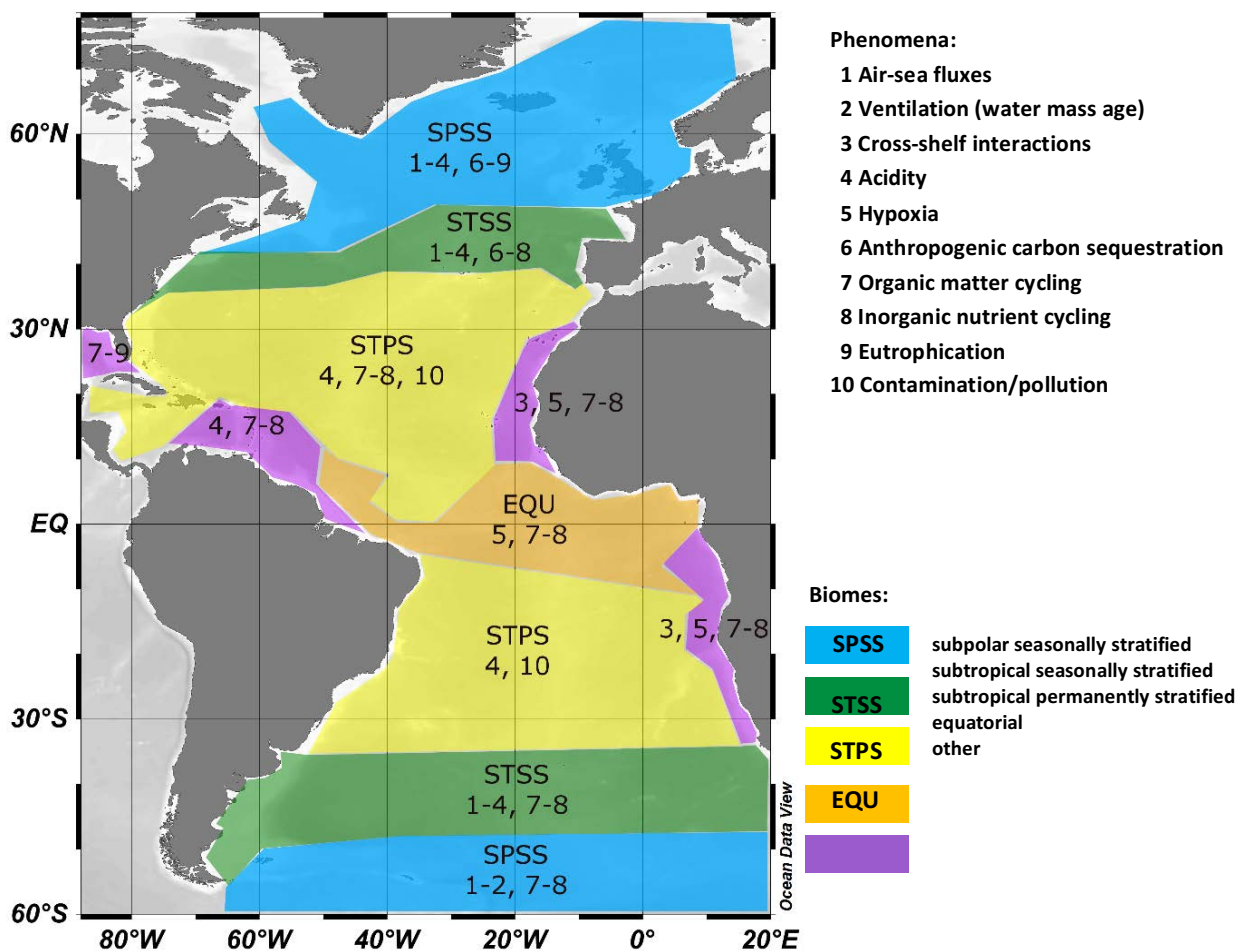 60°N
30°N
EQ
30°S
60°S
80°W
60°W
40°W
20°W
0°
20°E
SPSS
1-4, 6-9
STSS
1-4, 6-8
STPS
4, 7-8, 10
7-9
4, 7-8
3, 5, 7-8
EQU
5, 7-8
STPS
4, 10
3, 5, 7-8
STSS
1-4, 7-8
SPSS
1-2, 7-8
Ocean Data View
Phenomena:
1 Air-sea fluxes
2 Ventilation (water mass age)
3 Cross-shelf interactions
4 Acidity
5 Hypoxia
6 Anthropogenic carbon sequestration
7 Organic matter cycling
8 Inorganic nutrient cycling
9 Eutrophication
10 Contamination/pollution
Biomes:
SPSS
STSS
STPS
EQU
subpolar seasonally stratified
subtropical seasonally stratified
subtropical permanently stratified
equatorial
other